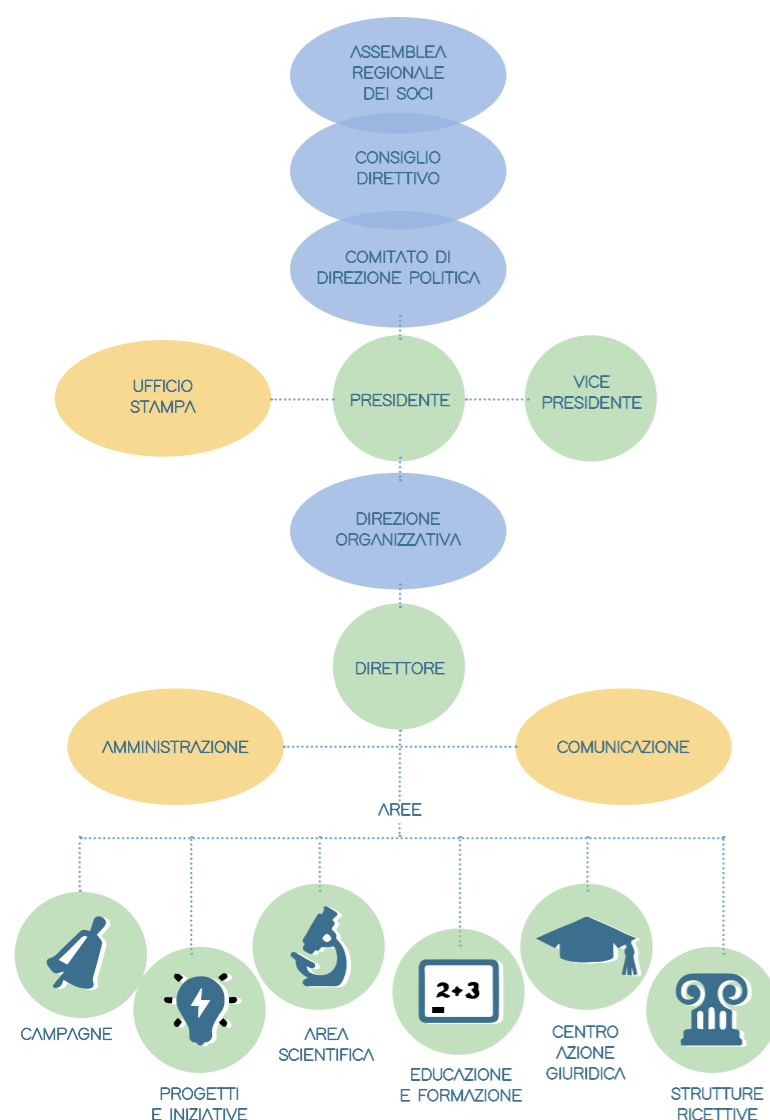 ASSEMBLEA
REGIONALE
DEI SOCI
CONSIGLIO
DIRETTIVO
COMITATO DI
DIREZIONE POLITICA
UFFICIO
STAMPA
PRESIDENTE
VICE
PRESIDENTE
DIREZIONE
ORGANIZZATIVA
DIRETTORE
AMMINISTRAZIONE
COMUNICAZIONE
AREE
2+3
CAMPAGNE
PROGETTI
E INIZIATIVE
AREA
SCIENTIFICA
EDUCAZIONE
E FORMAZIONE
CENTRO
AZIONE
GIURIDICA
STRUTTURE
RICETTIVE